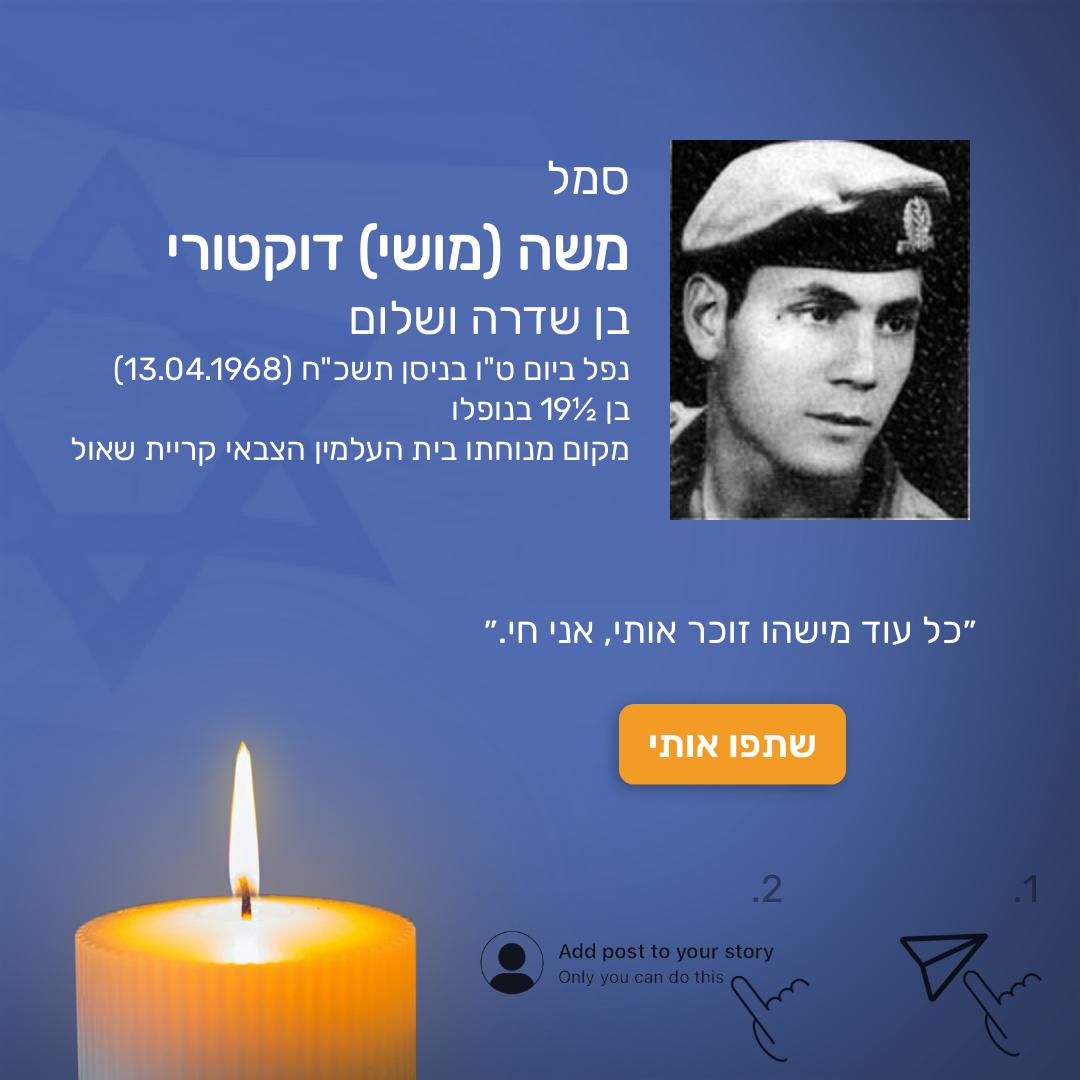 סמל
משה (מושי) דוקטורי
בן שדרה ושלום
נפל ביום ט"ו בניסן תשכ"ח (13.04.1968)
בן 19½ בנופלו
מקום מנוחתו בית העלמין הצבאי קריית שאול
״כל עוד מישהו זוכר אותי, אני חי.״
שתפו אותי
.1
.2
Add post to your story
Only you can do this